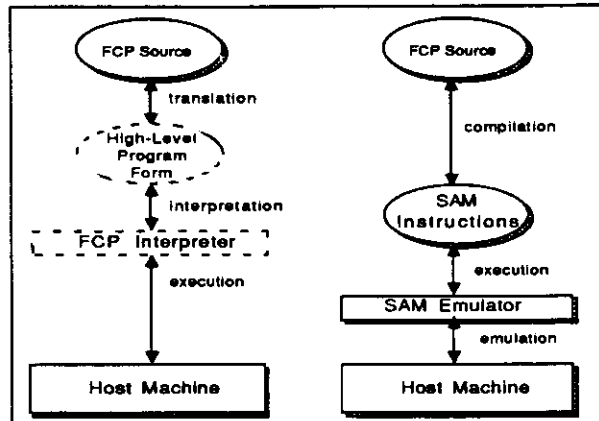 FCP Source
translation
High-Level
Program
Form
interpretation
FCP Interpreter
execution
Host Machine
FCP Source
compilation
SAM
Instructions
execution
SAM Emulator
emulation
Host Machine